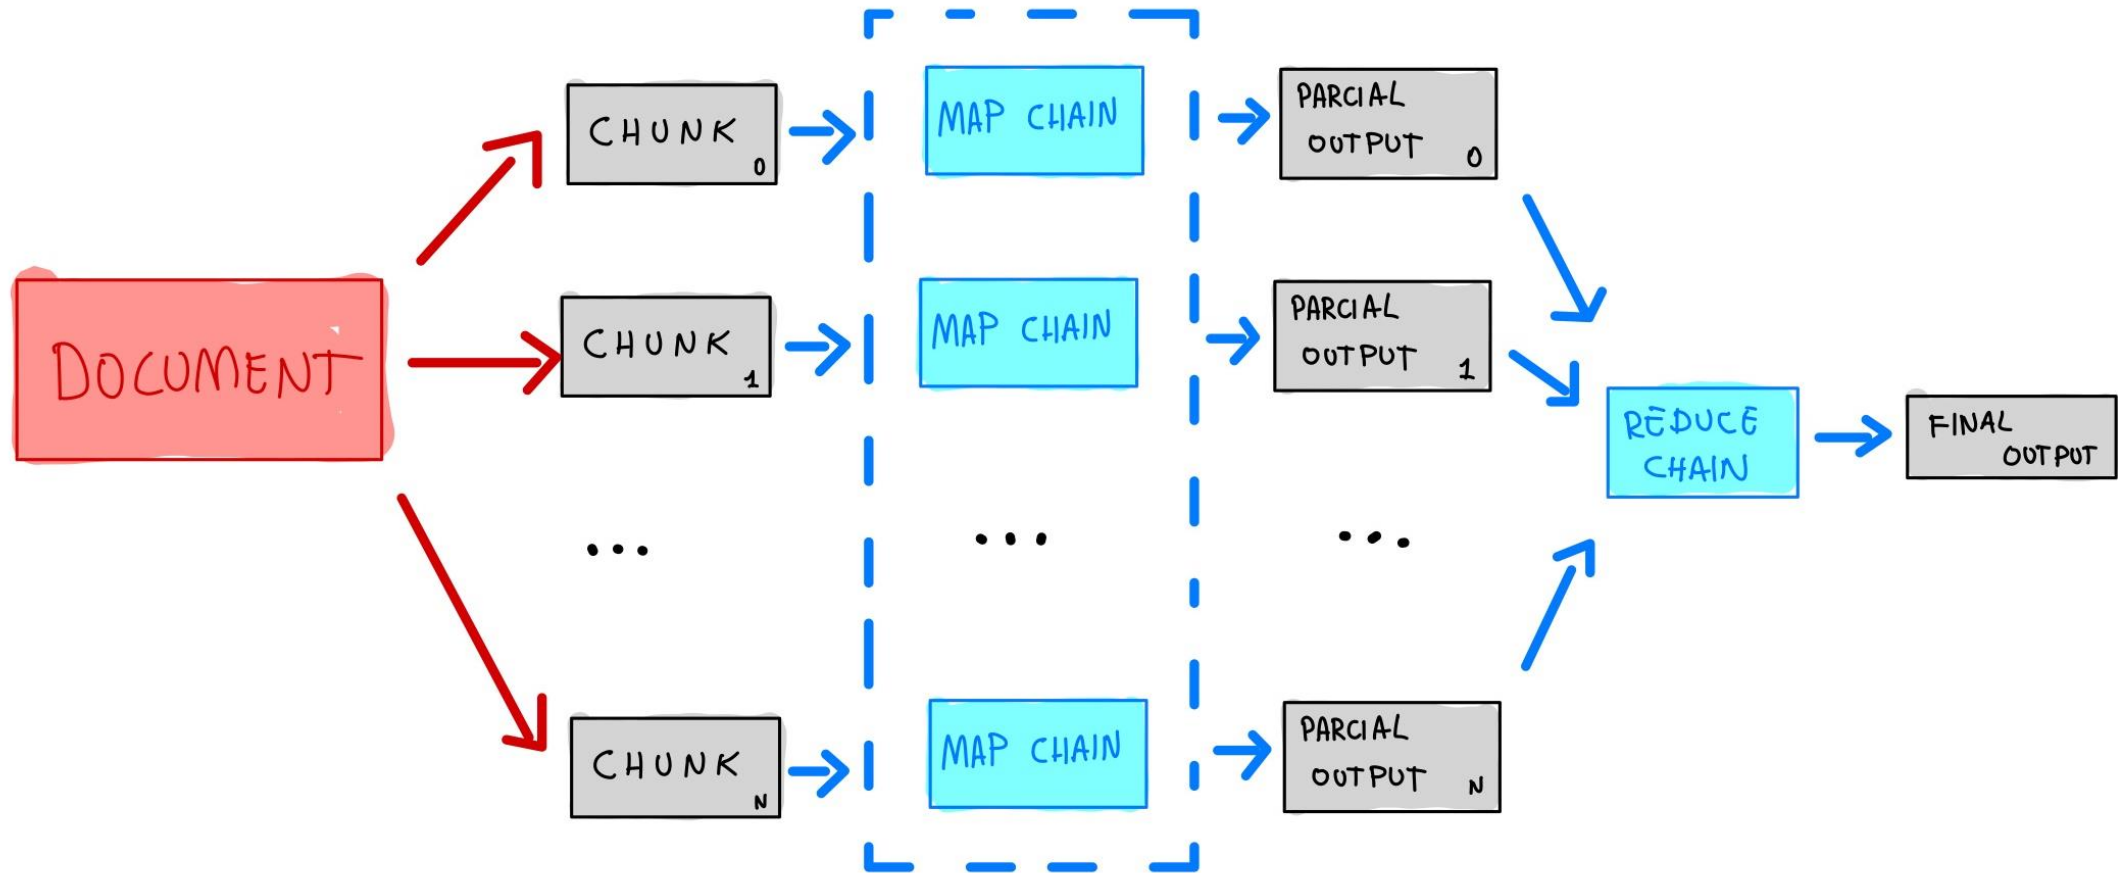 DOCUMENT
CHUNK
0
MAP CHAIN
PARCIAL
OUTPUT 0
CHUNK
1
MAP CHAIN
PARCIAL
OUTPUT 1
...
...
...
CHUNK
N
MAP CHAIN
PARCIAL
OUTPUT N
REDUCE
CHAIN
FINAL
OUTPUT